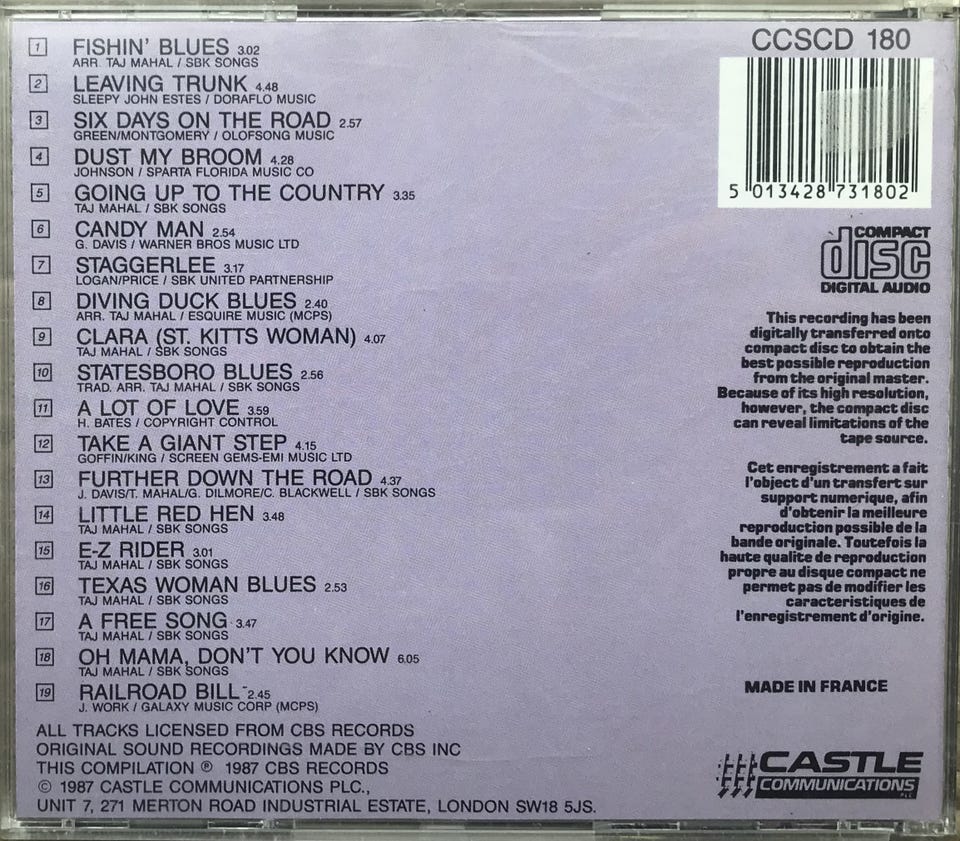 1 FISHIN' BLUES 3.02
ARR. TAJ MAHAL / SBK SONGS
2 LEAVING TRUNK 4.48
SLEEPY JOHN ESTES / DORAFLO MUSIC
3 SIX DAYS ON THE ROAD 2.57
GREEN/MONTGOMERY / OLOFSONG MUSIC
4 DUST MY BROOM 4.28
JOHNSON / SPARTA FLORIDA MUSIC CO
5 GOING UP TO THE COUNTRY 3.35
TAJ MAHAL / SBK SONGS
6 CANDY MAN 2.54
G. DAVIS / WARNER BROS MUSIC LTD
7 STAGGERLEE 3.17
LOGAN/PRICE / SBK UNITED PARTNERSHIP
8 DIVING DUCK BLUES 2.40
ARR. TAJ MAHAL / ESQUIRE MUSIC (MCPS)
9 CLARA (ST. KITTS WOMAN) 4.07
TAJ MAHAL / SBK SONGS
10 STATESBORO BLUES 2.56
TRAD. ARR. TAJ MAHAL / SBK SONGS
11 A LOT OF LOVE 3.59
H. BATES / COPYRIGHT CONTROL
12 TAKE A GIANT STEP 4.15
GOFFIN/KING / SCREEN GEMS-EMI MUSIC LTD
13 FURTHER DOWN THE ROAD 4.37
J. DAVIS/T. MAHAL/G. DILMORE/C. BLACKWELL / SBK SONGS
14 LITTLE RED HEN 3.48
TAJ MAHAL / SBK SONGS
15 E-Z RIDER 3.01
TAJ MAHAL / SBK SONGS
16 TEXAS WOMAN BLUES 2.53
TAJ MAHAL / SBK SONGS
17 A FREE SONG 3.47
TAJ MAHAL / SBK SONGS
18 OH MAMA, DON'T YOU KNOW 6.05
TAJ MAHAL / SBK SONGS
19 RAILROAD BILL 2.45
J. WORK / GALAXY MUSIC CORP (MCPS)
ALL TRACKS LICENSED FROM CBS RECORDS
ORIGINAL SOUND RECORDINGS MADE BY CBS INC
THIS COMPILATION ℗ 1987 CBS RECORDS
© 1987 CASTLE COMMUNICATIONS PLC.,
UNIT 7, 271 MERTON ROAD INDUSTRIAL ESTATE, LONDON SW18 5JS.
CCSCD 180
5 013428 731802
COMPACT
disc
DIGITAL AUDIO
This recording has been
digitally transferred onto
compact disc to obtain the
best possible reproduction
from the original master.
Because of its high resolution,
however, the compact disc
can reveal limitations of the
tape source.
Cet enregistrement a fait
l'object d'un transfert sur
support numerique, afin
d'obtenir la meilleure
reproduction possible de la
bande originale. Toutefois la
haute qualite de reproduction
propre au disque compact ne
permet pas de modifier les
caracteristiques de
l'enregistrement d'origine.
MADE IN FRANCE
CASTLE
COMMUNICATIONS
PLC